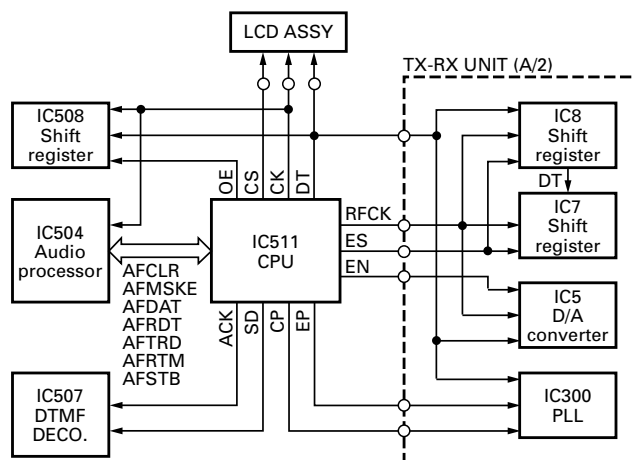 LCD ASSY
TX-RX UNIT (A/2)
IC508
Shift
register
IC8
Shift
register
OE
CS
CK
DT
DT
IC504
Audio
processor
IC511
CPU
RFCK
ES
EN
IC7
Shift
register
AFCLR
AFMSKE
AFDAT
AFRDT
AFTRD
AFRTM
AFSTB
IC5
D/A
converter
ACK
SD
CP
EP
IC507
DTMF
DECO.
IC300
PLL